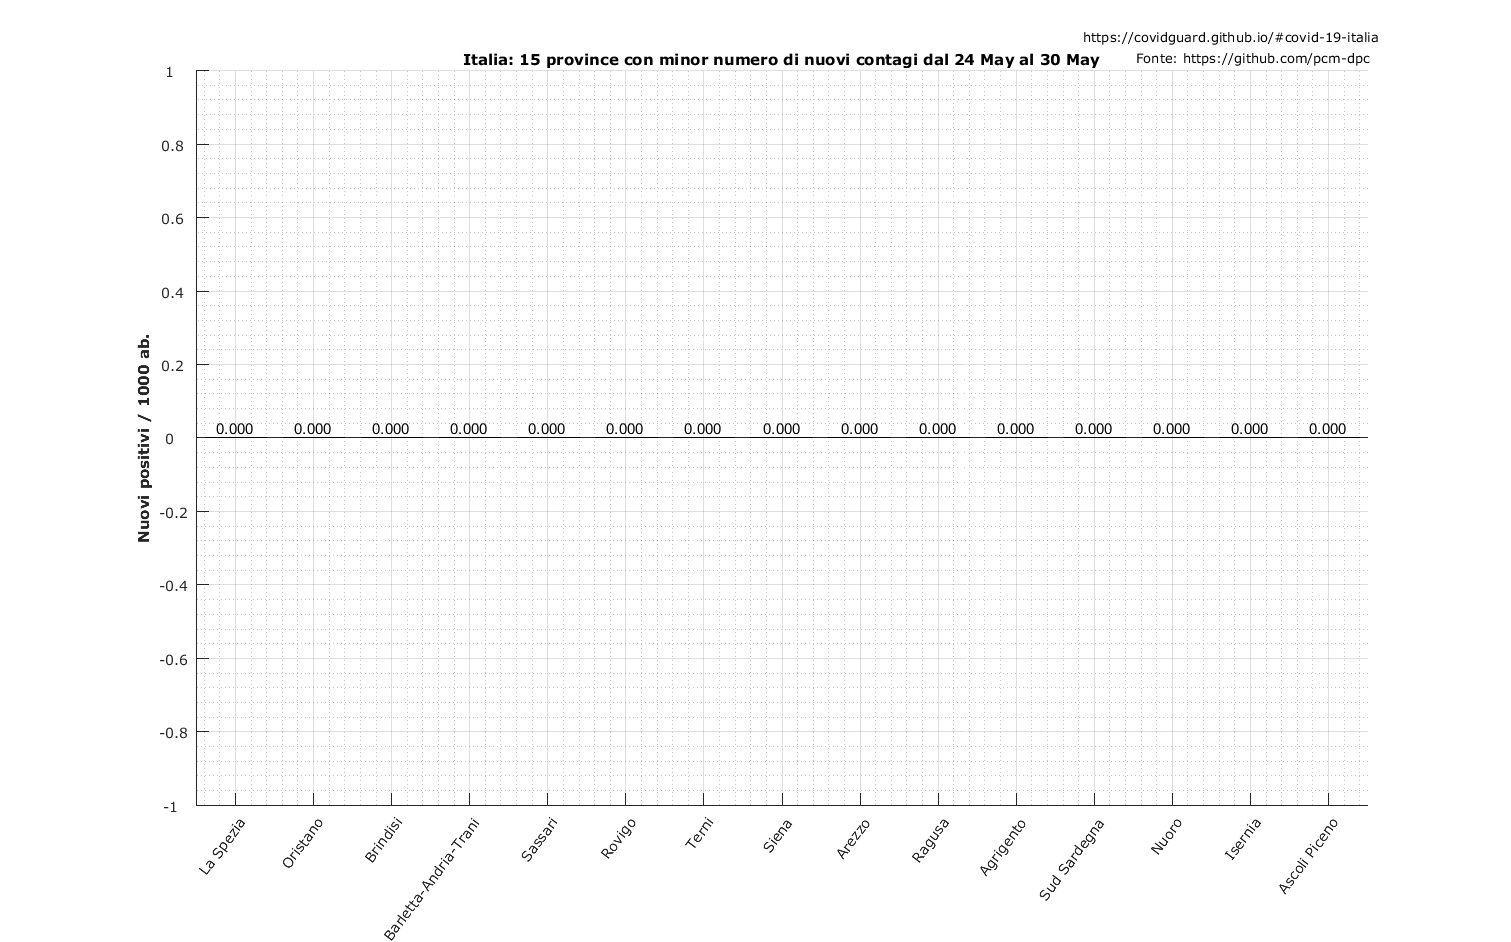 https://covidguard.github.io/#covid-19-italia
Italia: 15 province con minor numero di nuovi contagi dal 24 May al 30 May
Fonte: https://github.com/pcm-dpc
Nuovi positivi / 1000 ab.
1
0.8
0.6
0.4
0.2
0
-0.2
-0.4
-0.6
-0.8
-1
0.000 0.000 0.000 0.000 0.000 0.000 0.000 0.000 0.000 0.000 0.000 0.000 0.000 0.000 0.000
La Spezia
Oristano
Brindisi
Barletta-Andria-Trani
Sassari
Rovigo
Terni
Siena
Arezzo
Ragusa
Agrigento
Sud Sardegna
Nuoro
Isernia
Ascoli Piceno